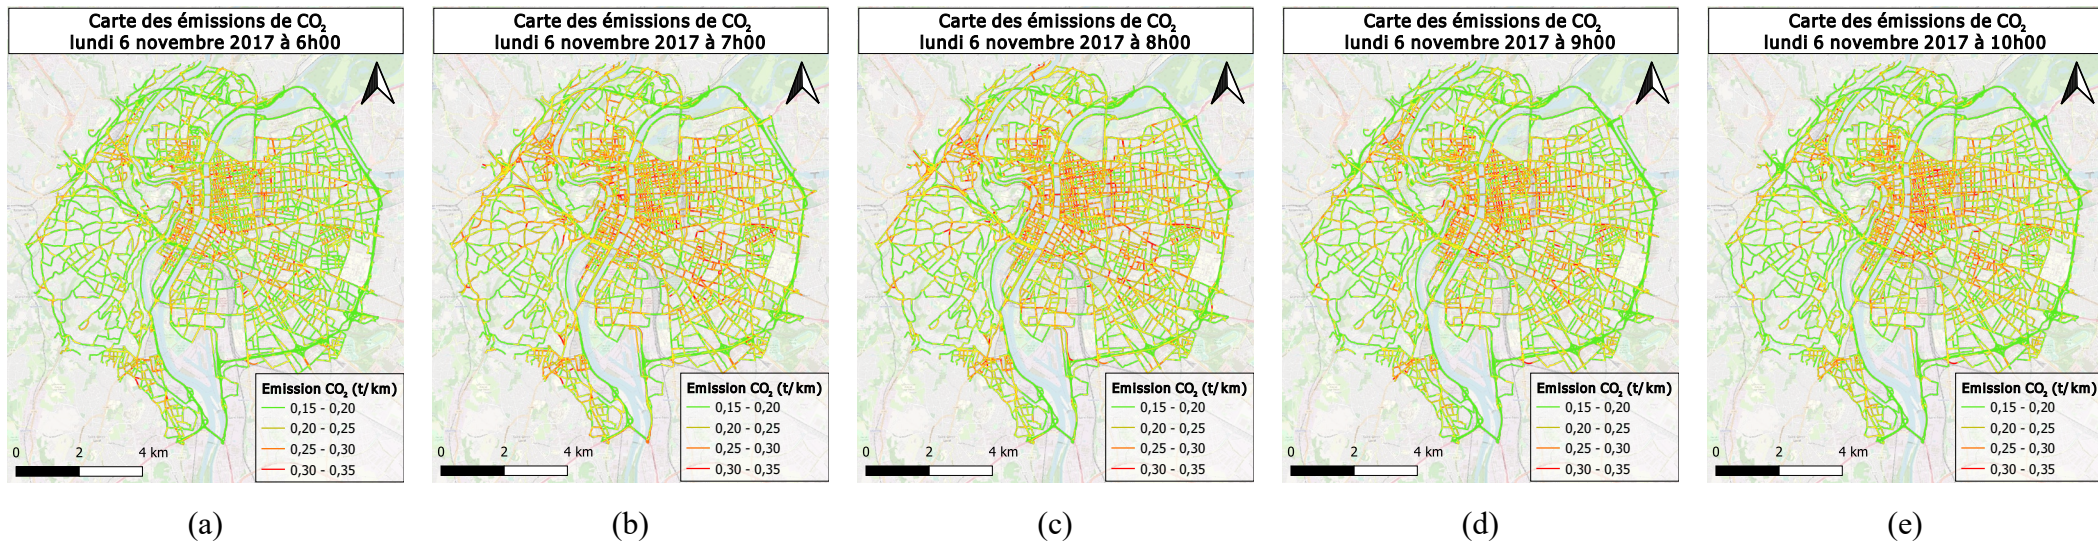 Carte des émissions de CO₂
lundi 6 novembre 2017 à 6h00
Emission CO₂ (t/km)
0,15 - 0,20
0,20 - 0,25
0,25 - 0,30
0,30 - 0,35
0 2 4 km
(a)
Carte des émissions de CO₂
lundi 6 novembre 2017 à 7h00
Emission CO₂ (t/km)
0,15 - 0,20
0,20 - 0,25
0,25 - 0,30
0,30 - 0,35
0 2 4 km
(b)
Carte des émissions de CO₂
lundi 6 novembre 2017 à 8h00
Emission CO₂ (t/km)
0,15 - 0,20
0,20 - 0,25
0,25 - 0,30
0,30 - 0,35
0 2 4 km
(c)
Carte des émissions de CO₂
lundi 6 novembre 2017 à 9h00
Emission CO₂ (t/km)
0,15 - 0,20
0,20 - 0,25
0,25 - 0,30
0,30 - 0,35
0 2 4 km
(d)
Carte des émissions de CO₂
lundi 6 novembre 2017 à 10h00
Emission CO₂ (t/km)
0,15 - 0,20
0,20 - 0,25
0,25 - 0,30
0,30 - 0,35
0 2 4 km
(e)